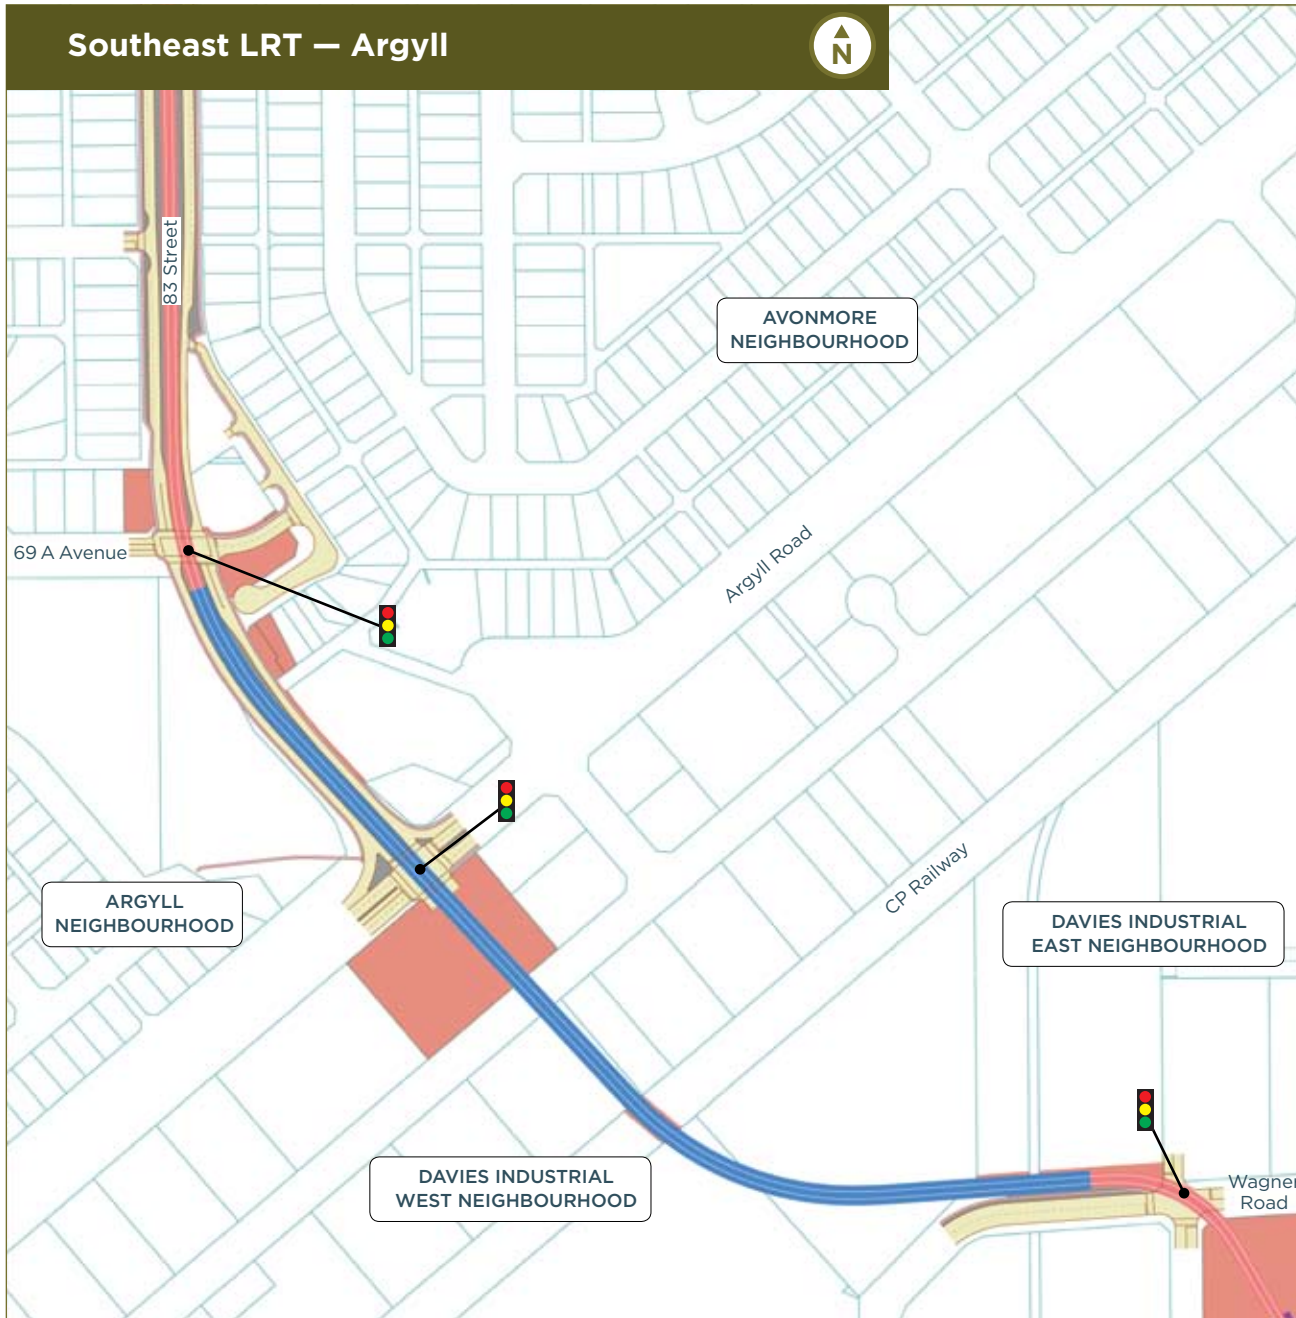 Southeast LRT — Argyll
N
83 Street
AVONMORE
NEIGHBOURHOOD
69 A Avenue
Argyll Road
CP Railway
ARGYLL
NEIGHBOURHOOD
DAVIES INDUSTRIAL
EAST NEIGHBOURHOOD
DAVIES INDUSTRIAL
WEST NEIGHBOURHOOD
Wagner
Road